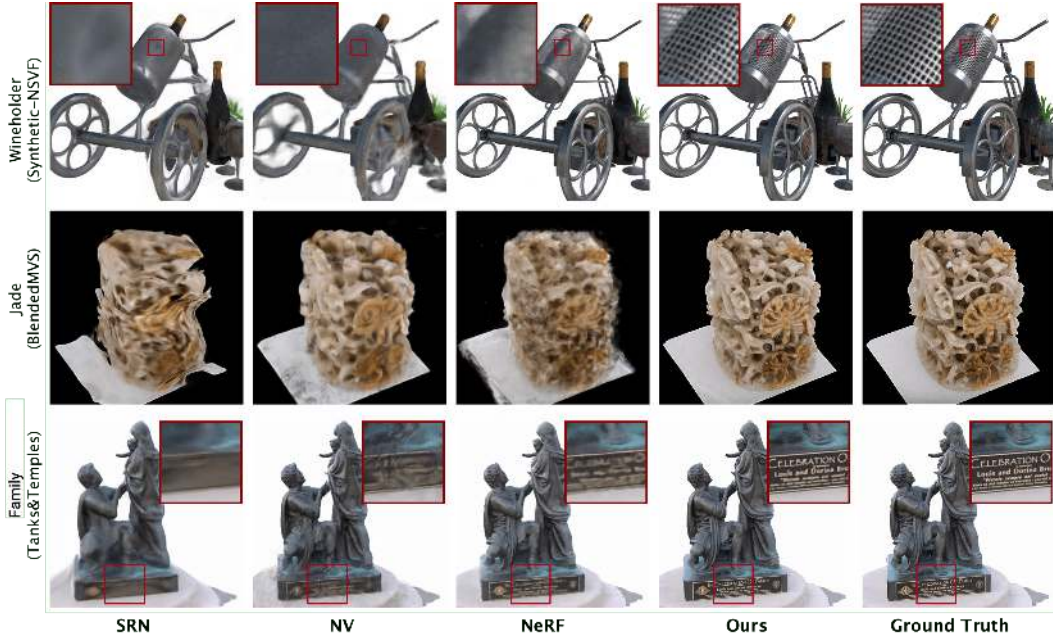 Wineholder
(Synthetic-NSVF)
Jade
(BlendedMVS)
Family
(Tanks&Temples)
CELEBRATION O
Louis and Dorina Bro
CELEBRATION O
Louis and Dorina Bro
SRN
NV
NeRF
Ours
Ground Truth